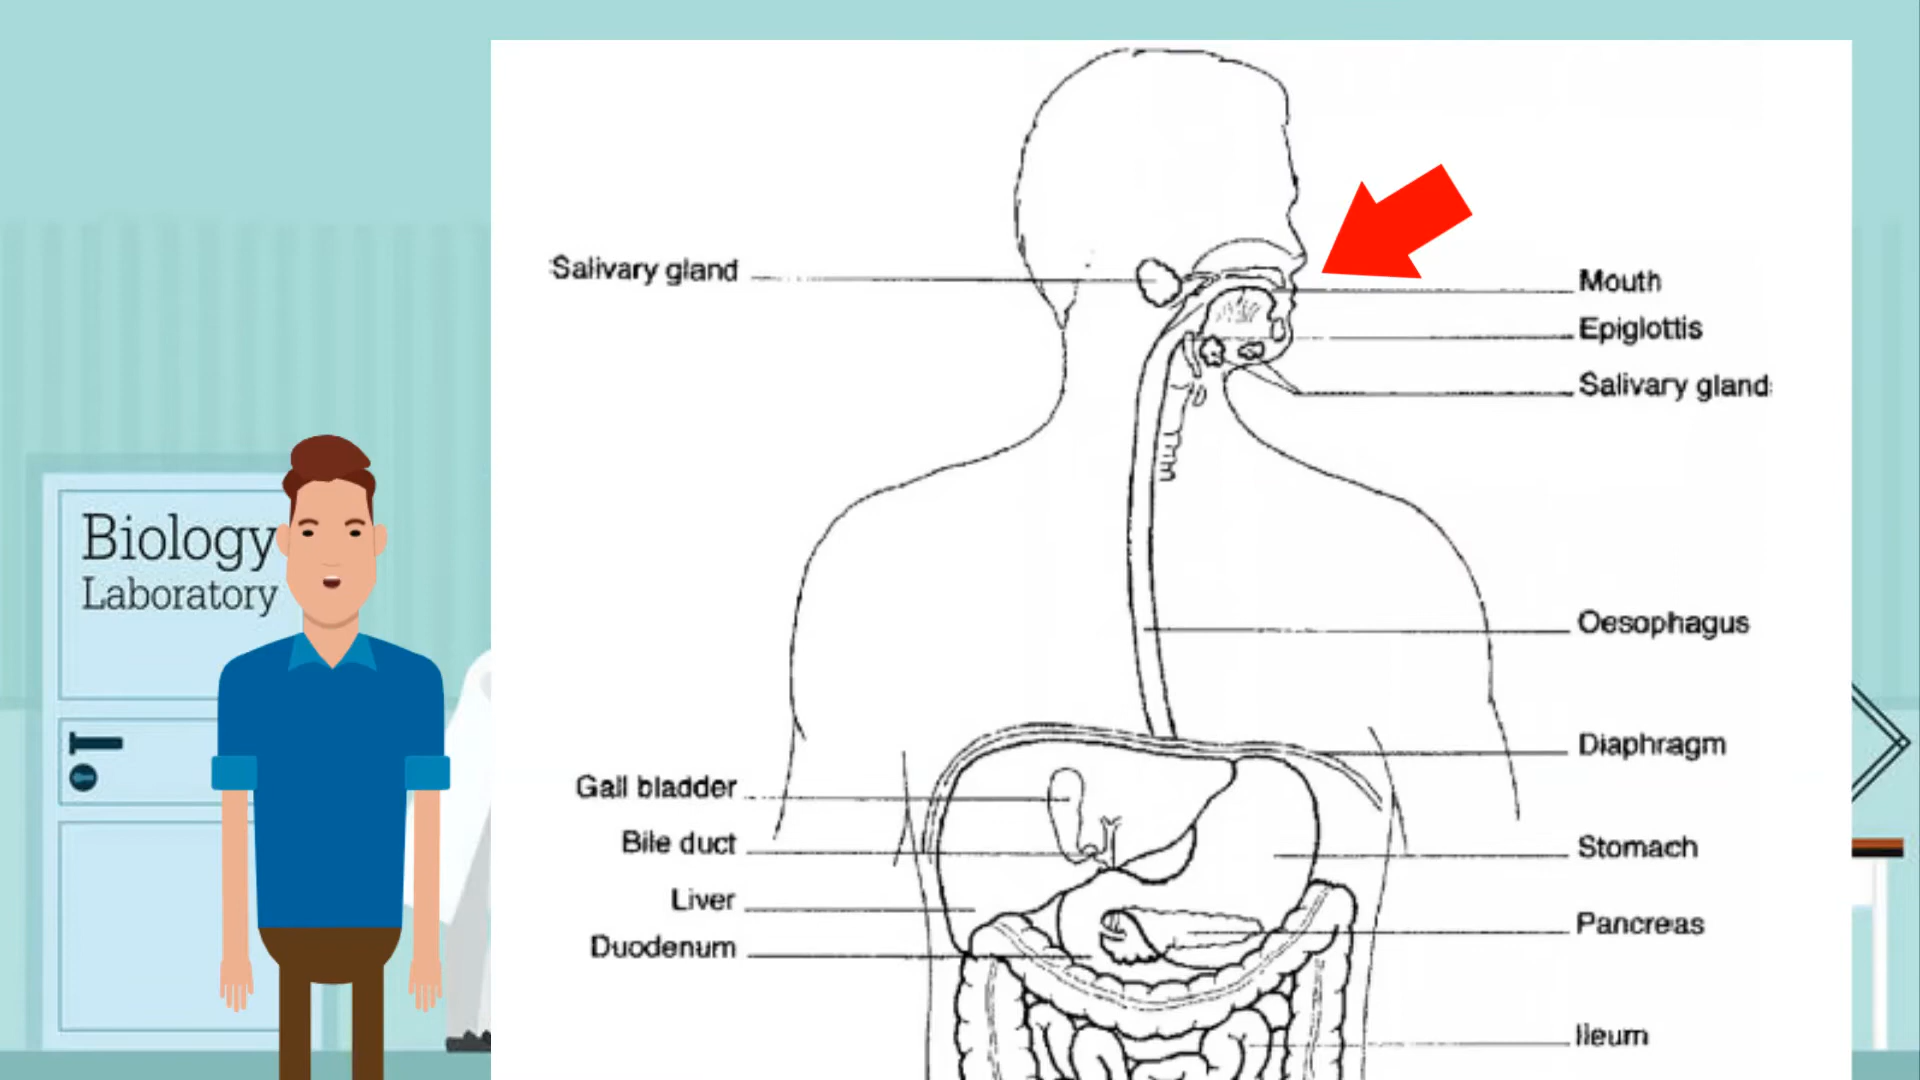 Biology
Laboratory
Salivary gland
Gall bladder
Bile duct
Liver
Duodenum
Mouth
Epiglottis
Salivary gland
Oesophagus
Diaphragm
Stomach
Pancreas
Ileum